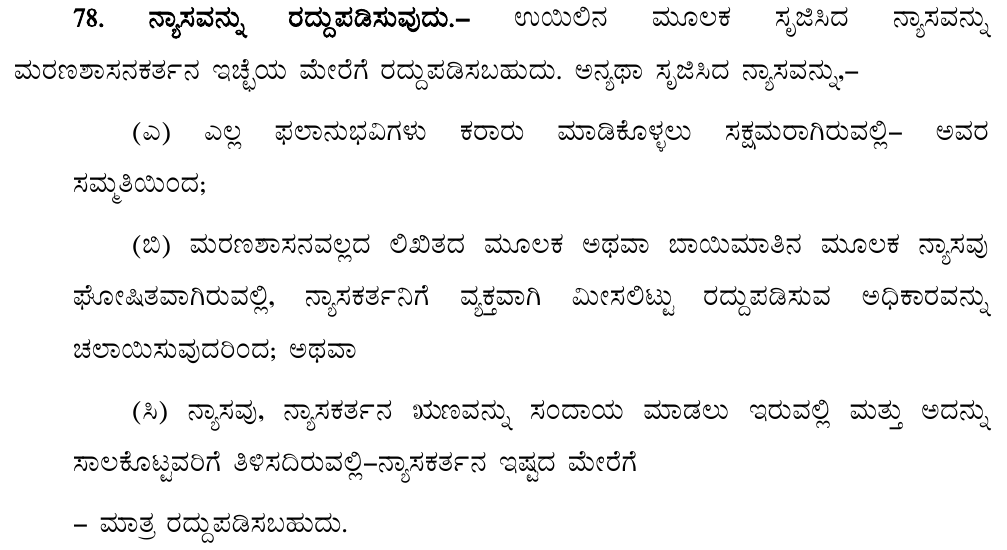 78. ನ್ಯಾಸವನ್ನು ರದ್ದುಪಡಿಸುವುದು.– ಉಯಿಲಿನ ಮೂಲಕ ಸೃಜಿಸಿದ ನ್ಯಾಸವನ್ನು
ಮರಣಶಾಸನಕರ್ತನ ಇಚ್ಛೆಯ ಮೇರೆಗೆ ರದ್ದುಪಡಿಸಬಹುದು. ಅನ್ಯಥಾ ಸೃಜಿಸಿದ ನ್ಯಾಸವನ್ನು,–
(ಎ) ಎಲ್ಲ ಫಲಾನುಭವಿಗಳು ಕರಾರು ಮಾಡಿಕೊಳ್ಳಲು ಸಕ್ಷಮರಾಗಿರುವಲ್ಲಿ– ಅವರ
ಸಮ್ಮತಿಯಿಂದ;
(ಬಿ) ಮರಣಶಾಸನವಲ್ಲದ ಲಿಖಿತದ ಮೂಲಕ ಅಥವಾ ಬಾಯಿಮಾತಿನ ಮೂಲಕ ನ್ಯಾಸವು
ಘೋಷಿತವಾಗಿರುವಲ್ಲಿ, ನ್ಯಾಸಕರ್ತನಿಗೆ ವ್ಯಕ್ತವಾಗಿ ಮೀಸಲಿಟ್ಟು ರದ್ದುಪಡಿಸುವ ಅಧಿಕಾರವನ್ನು
ಚಲಾಯಿಸುವುದರಿಂದ; ಅಥವಾ
(ಸಿ) ನ್ಯಾಸವು, ನ್ಯಾಸಕರ್ತನ ಋಣವನ್ನು ಸಂದಾಯ ಮಾಡಲು ಇರುವಲ್ಲಿ ಮತ್ತು ಅದನ್ನು
ಸಾಲಕೊಟ್ಟವರಿಗೆ ತಿಳಿಸದಿರುವಲ್ಲಿ–ನ್ಯಾಸಕರ್ತನ ಇಷ್ಟದ ಮೇರೆಗೆ
– ಮಾತ್ರ ರದ್ದುಪಡಿಸಬಹುದು.